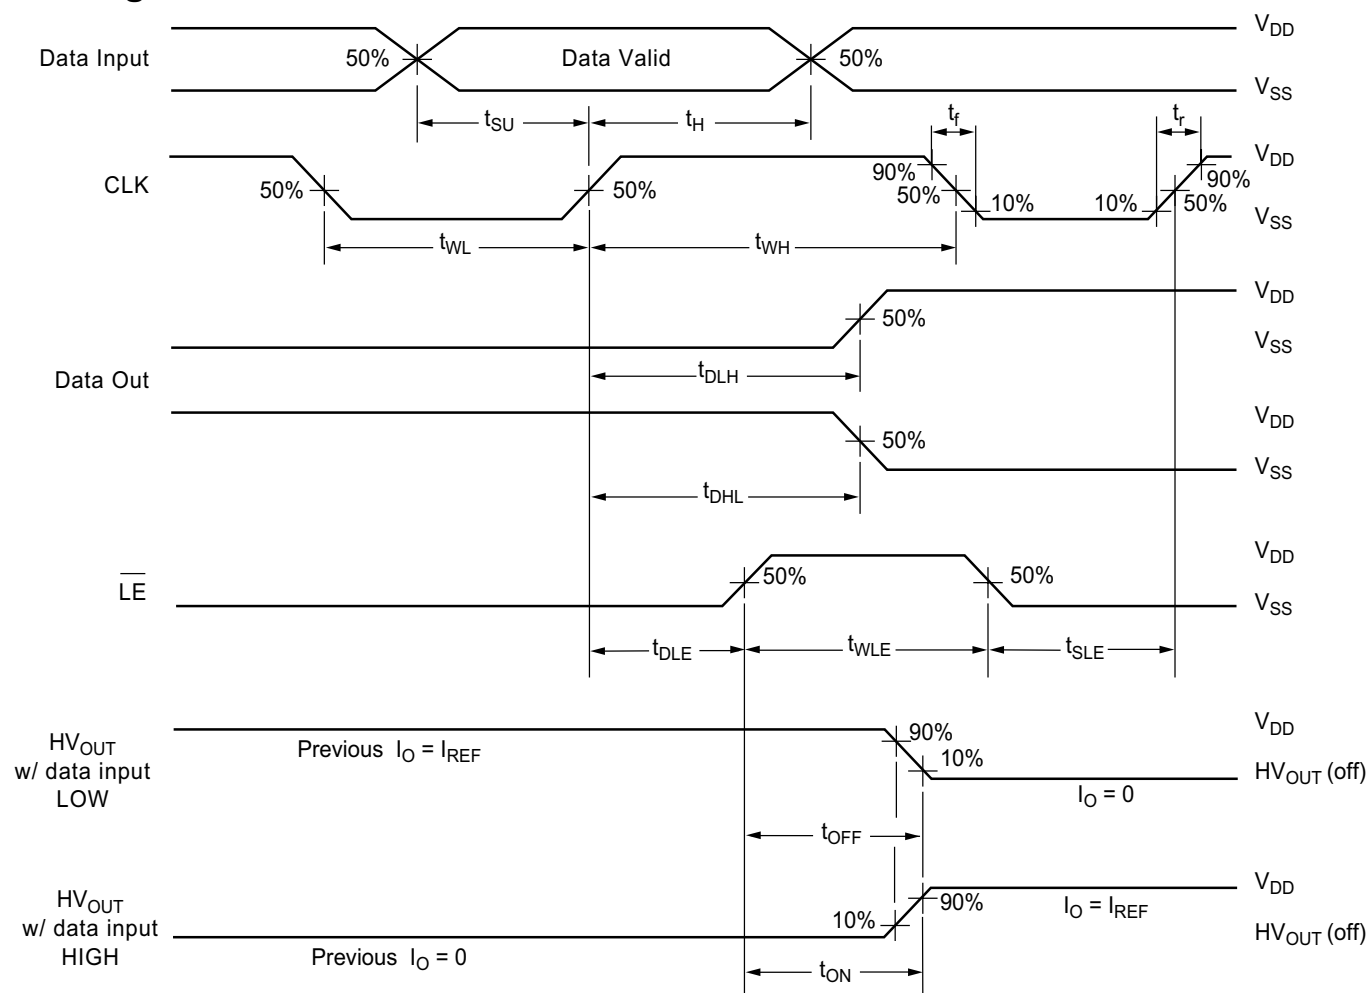 V_DD
Data Input 50% Data Valid 50%
V_SS
t_SU t_H t_f t_r
V_DD
CLK 50% 50% 90% 50% 10% 10% 90% 50%
V_SS
t_WL t_WH
V_DD
50%
V_SS
t_DLH
Data Out
V_DD
50%
V_SS
t_DHL
V_DD
L̅E̅ 50% 50%
V_SS
t_DLE t_WLE t_SLE
V_DD
HV_OUT
w/ data input
LOW
Previous I_O = I_REF
90%
10%
HV_OUT (off)
I_O = 0
t_OFF
V_DD
HV_OUT
w/ data input
HIGH
10% 90% I_O = I_REF
HV_OUT (off)
Previous I_O = 0
t_ON